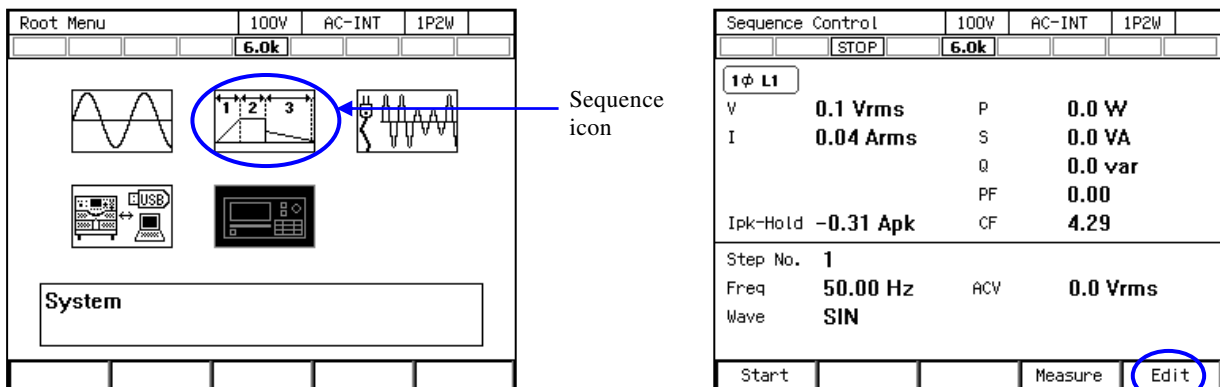 Root Menu 100V AC-INT 1P2W
6.0k
1 2 3
USB
System
Sequence
icon
Sequence Control 100V AC-INT 1P2W
STOP 6.0k
1Φ L1
V 0.1 Vrms P 0.0 W
I 0.04 Arms S 0.0 VA
Q 0.0 var
PF 0.00
Ipk-Hold -0.31 Apk CF 4.29
Step No. 1
Freq 50.00 Hz ACV 0.0 Vrms
Wave SIN
Start Measure Edit